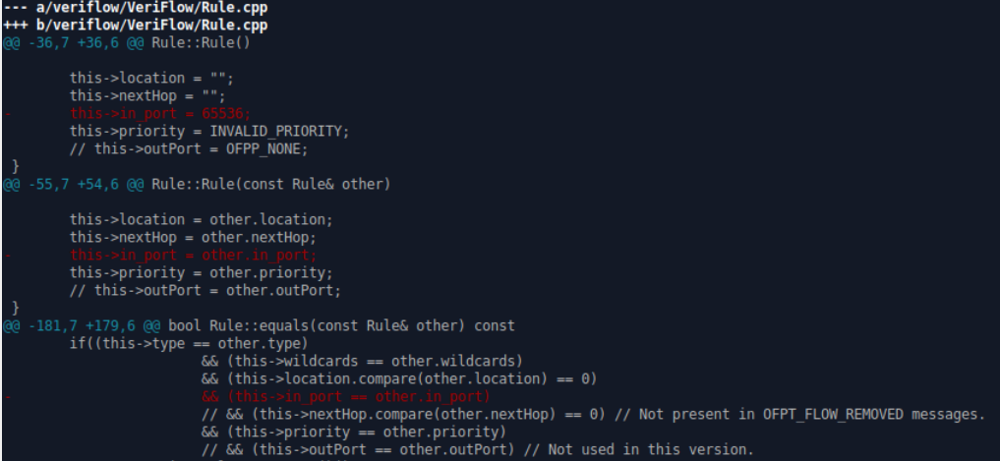 --- a/veriflow/VeriFlow/Rule.cpp
+++ b/veriflow/VeriFlow/Rule.cpp
@@ -36,7 +36,6 @@ Rule::Rule()
        this->location = "";
        this->nextHop = "";
-       this->in_port = 65536;
        this->priority = INVALID_PRIORITY;
        // this->outPort = OFPP_NONE;
 }
@@ -55,7 +54,6 @@ Rule::Rule(const Rule& other)
        this->location = other.location;
        this->nextHop = other.nextHop;
-       this->in_port = other.in_port;
        this->priority = other.priority;
        // this->outPort = other.outPort;
 }
@@ -181,7 +179,6 @@ bool Rule::equals(const Rule& other) const
        if((this->type == other.type)
                        && (this->wildcards == other.wildcards)
                        && (this->location.compare(other.location) == 0)
-                       && (this->in_port == other.in_port)
                        // && (this->nextHop.compare(other.nextHop) == 0) // Not present in OFPT_FLOW_REMOVED messages.
                        && (this->priority == other.priority)
                        // && (this->outPort == other.outPort) // Not used in this version.